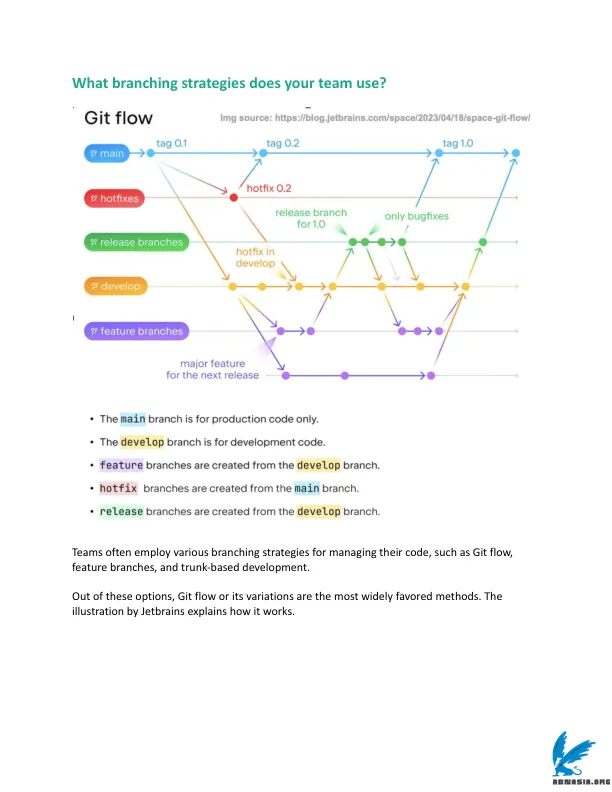 What branching strategies does your team use?
Git flow
Img source: https://blog.jetbrains.com/space/2023/04/18/space-git-flow/
tag 0.1
tag 0.2
tag 1.0
main
hotfix 0.2
hotfixes
release branch
for 1.0
only bugfixes
release branches
hotfix in
develop
develop
feature branches
major feature
for the next release
• The main branch is for production code only.
• The develop branch is for development code.
• feature branches are created from the develop branch.
• hotfix branches are created from the main branch.
• release branches are created from the develop branch.
Teams often employ various branching strategies for managing their code, such as Git flow,
feature branches, and trunk-based development.
Out of these options, Git flow or its variations are the most widely favored methods. The
illustration by Jetbrains explains how it works.
ABNASIA.ORG